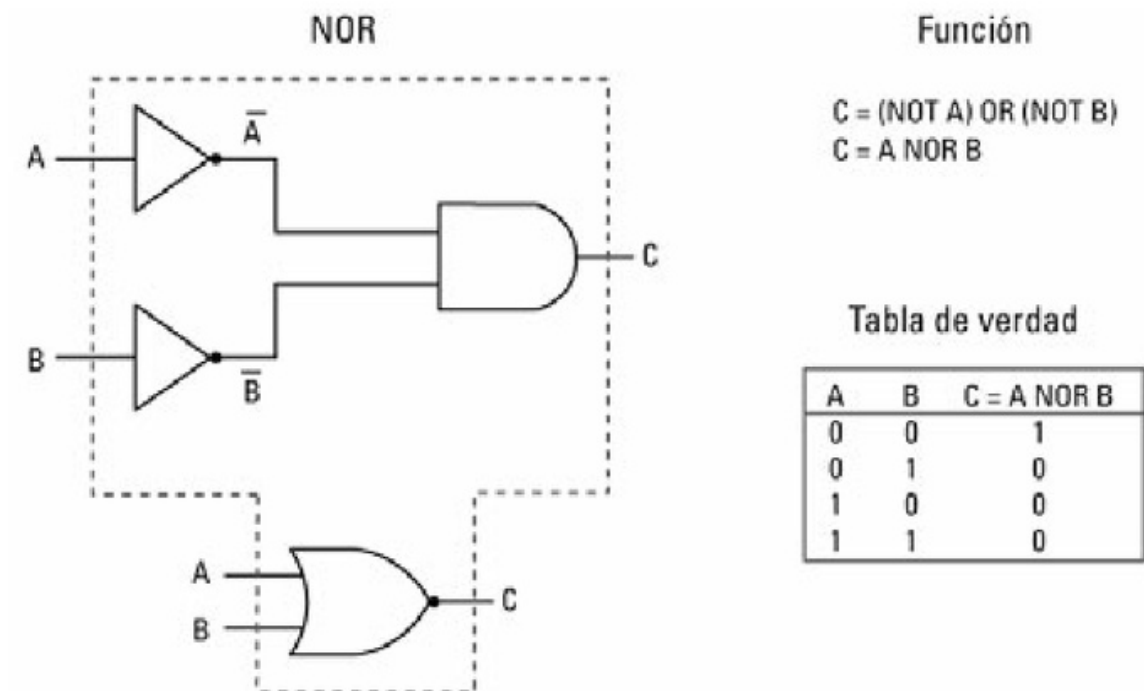 NOR
A
A̅
B
B̅
C
A
B
C
Función
C = (NOT A) OR (NOT B)
C = A NOR B
Tabla de verdad
A B C = A NOR B
0 0 1
0 1 0
1 0 0
1 1 0